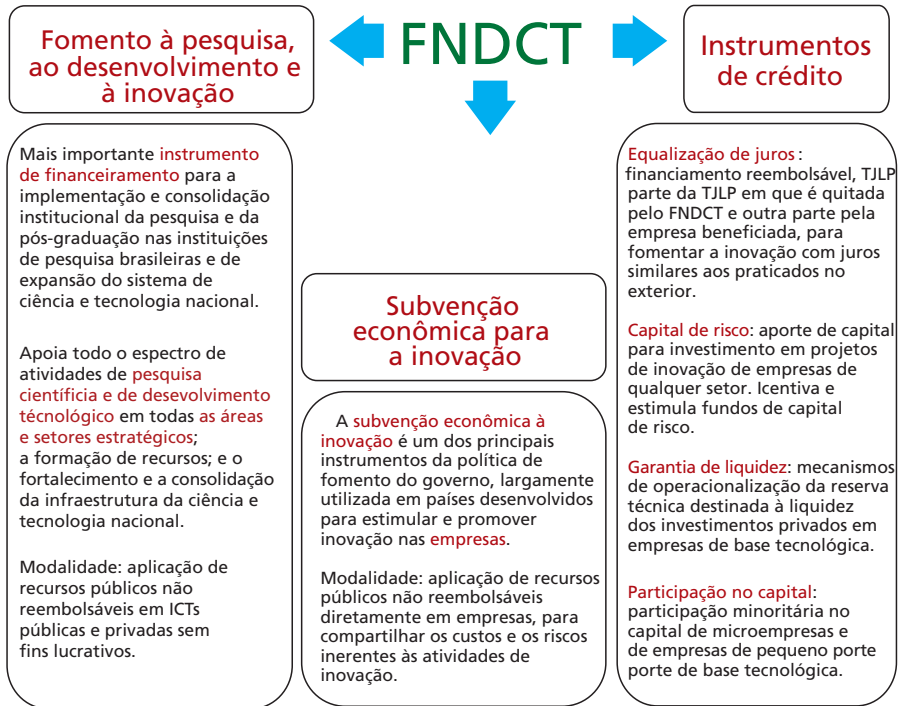 FNDCT
Fomento à pesquisa,
ao desenvolvimento e
à inovação
Mais importante instrumento
de financeiramento para a
implementação e consolidação
institucional da pesquisa e da
pós-graduação nas instituições
de pesquisa brasileiras e de
expansão do sistema de
ciência e tecnologia nacional.
Apoia todo o espectro de
atividades de pesquisa
científicia e de desevolvimento
técnológico em todas as áreas
e setores estratégicos;
a formação de recursos; e o
fortalecimento e a consolidação
da infraestrutura da ciência e
tecnologia nacional.
Modalidade: aplicação de
recursos públicos não
reembolsáveis em ICTs
públicas e privadas sem
fins lucrativos.
Subvenção
econômica para
a inovação
A subvenção econômica à
inovação é um dos principais
instrumentos da política de
fomento do governo, largamente
utilizada em países desenvolvidos
para estimular e promover
inovação nas empresas.
Modalidade: aplicação de recursos
públicos não reembolsáveis
diretamente em empresas, para
compartilhar os custos e os riscos
inerentes às atividades de
inovação.
Instrumentos
de crédito
Equalização de juros:
financiamento reembolsável, TJLP
parte da TJLP em que é quitada
pelo FNDCT e outra parte pela
empresa beneficiada, para
fomentar a inovação com juros
similares aos praticados no
exterior.
Capital de risco: aporte de capital
para investimento em projetos
de inovação de empresas de
qualquer setor. Icentiva e
estimula fundos de capital
de risco.
Garantia de liquidez: mecanismos
de operacionalização da reserva
técnica destinada à liquidez
dos investimentos privados em
empresas de base tecnológica.
Participação no capital:
participação minoritária no
capital de microempresas e
de empresas de pequeno porte
porte de base tecnológica.